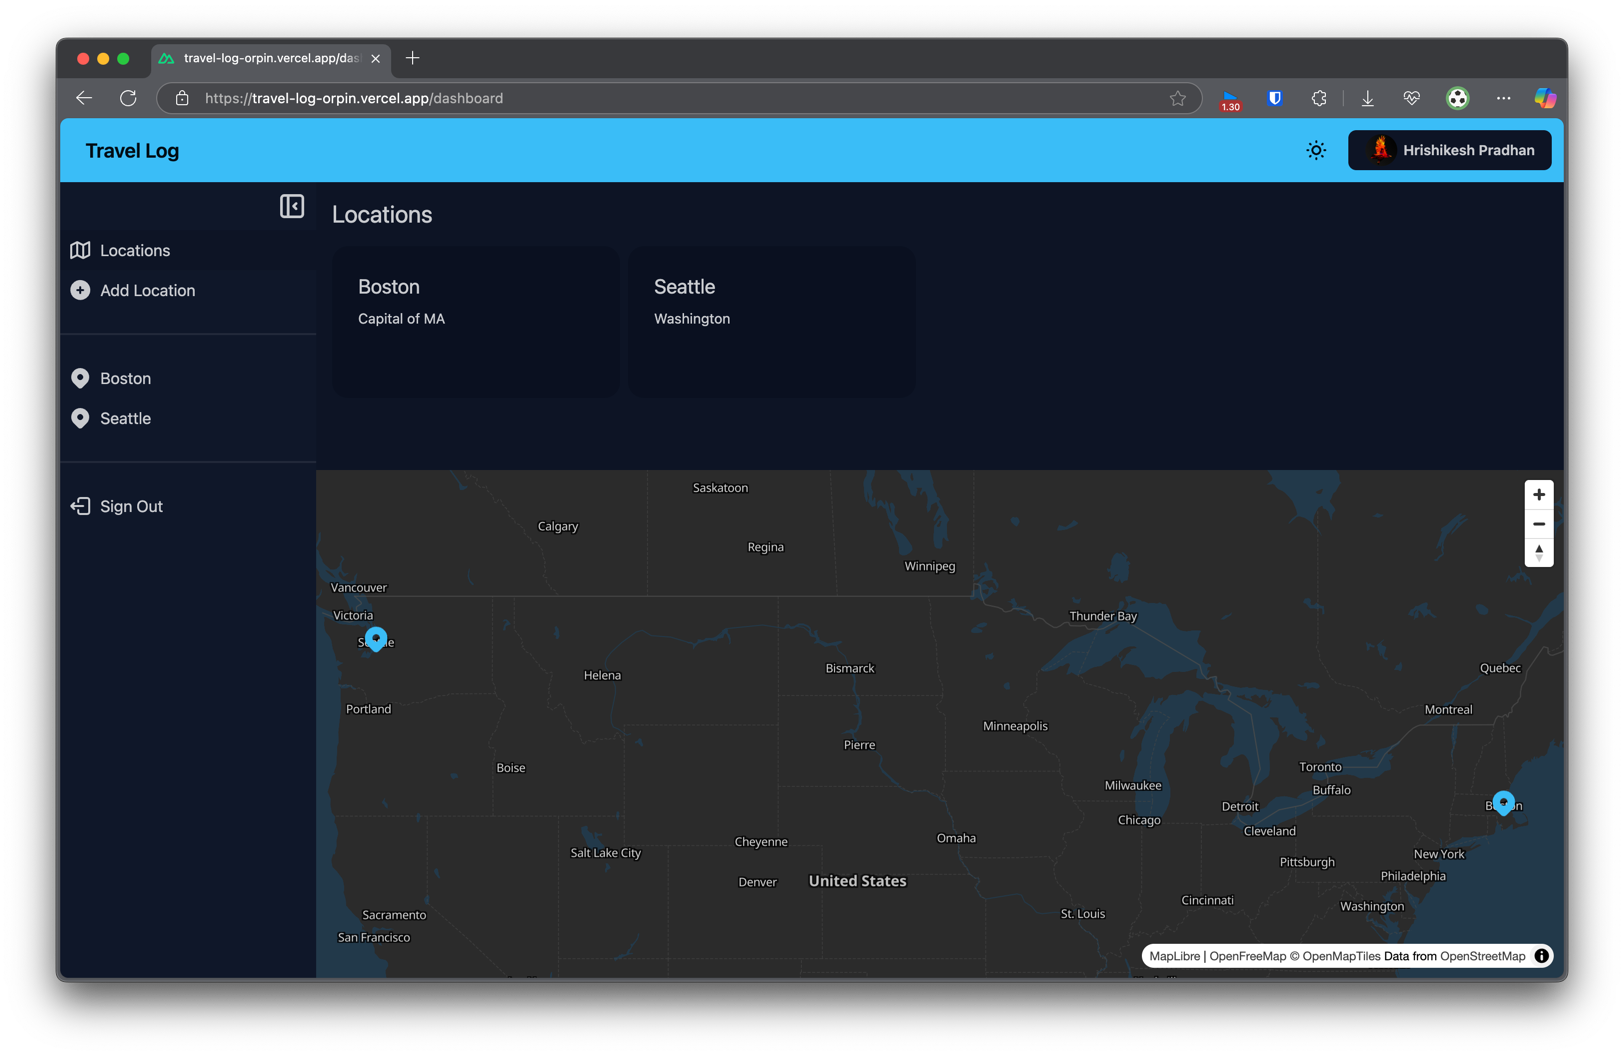 travel-log-orpin.vercel.app/das
https://travel-log-orpin.vercel.app/dashboard
1.30
Travel Log
Hrishikesh Pradhan
Locations
Add Location
Boston
Seattle
Sign Out
Locations
Boston
Capital of MA
Seattle
Washington
Saskatoon
Calgary
Regina
Winnipeg
Vancouver
Victoria
Thunder Bay
Quebec
Helena
Bismarck
Portland
Montreal
Minneapolis
Pierre
Boise
Toronto
Milwaukee
Buffalo
Detroit
Chicago
Cleveland
Omaha
Cheyenne
Salt Lake City
New York
Pittsburgh
Philadelphia
Denver
United States
Cincinnati
Washington
St. Louis
Sacramento
San Francisco
MapLibre | OpenFreeMap © OpenMapTiles Data from OpenStreetMap